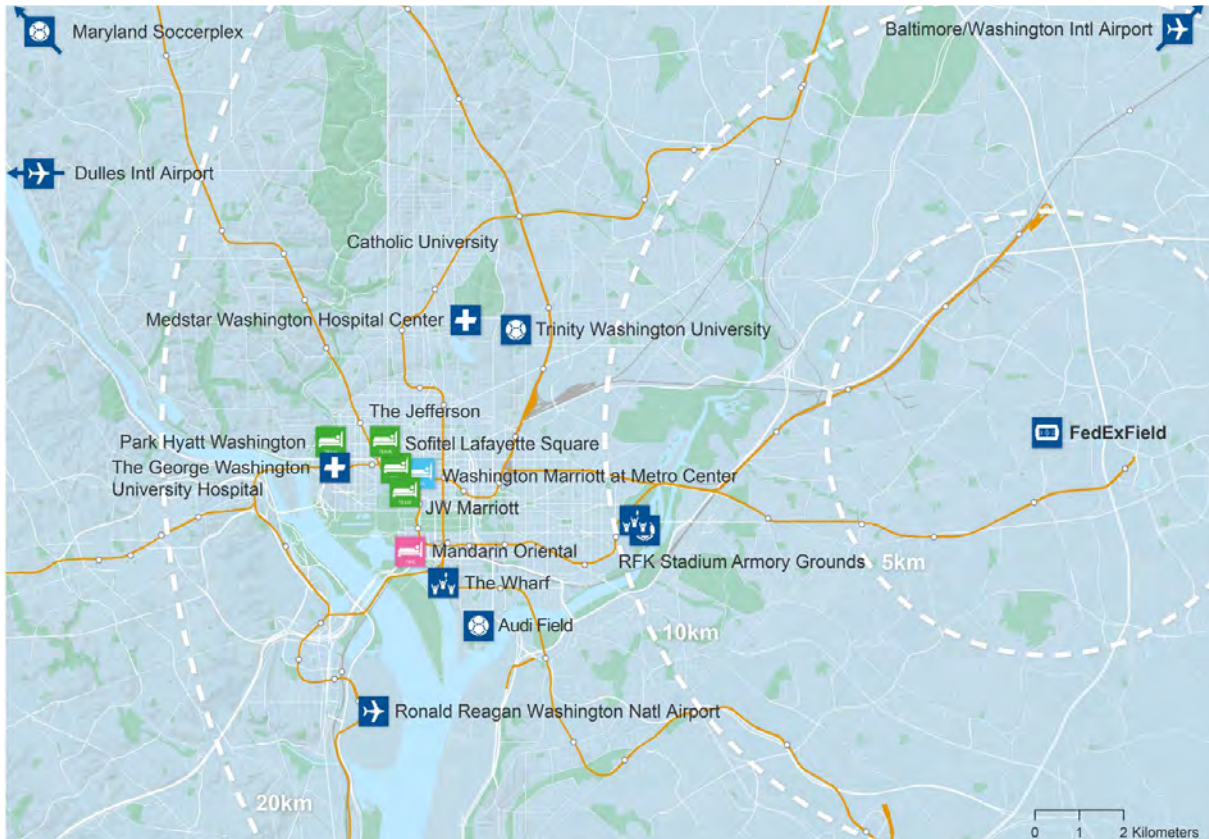 Maryland Soccerplex
Baltimore/Washington Intl Airport
Dulles Intl Airport
Catholic University
Medstar Washington Hospital Center
Trinity Washington University
The Jefferson
Park Hyatt Washington
Sofitel Lafayette Square
FedExField
The George Washington
University Hospital
Washington Marriott at Metro Center
JW Marriott
Mandarin Oriental
RFK Stadium Armory Grounds
5km
The Wharf
Audi Field
10km
Ronald Reagan Washington Natl Airport
20km
0 1 2 Kilometers